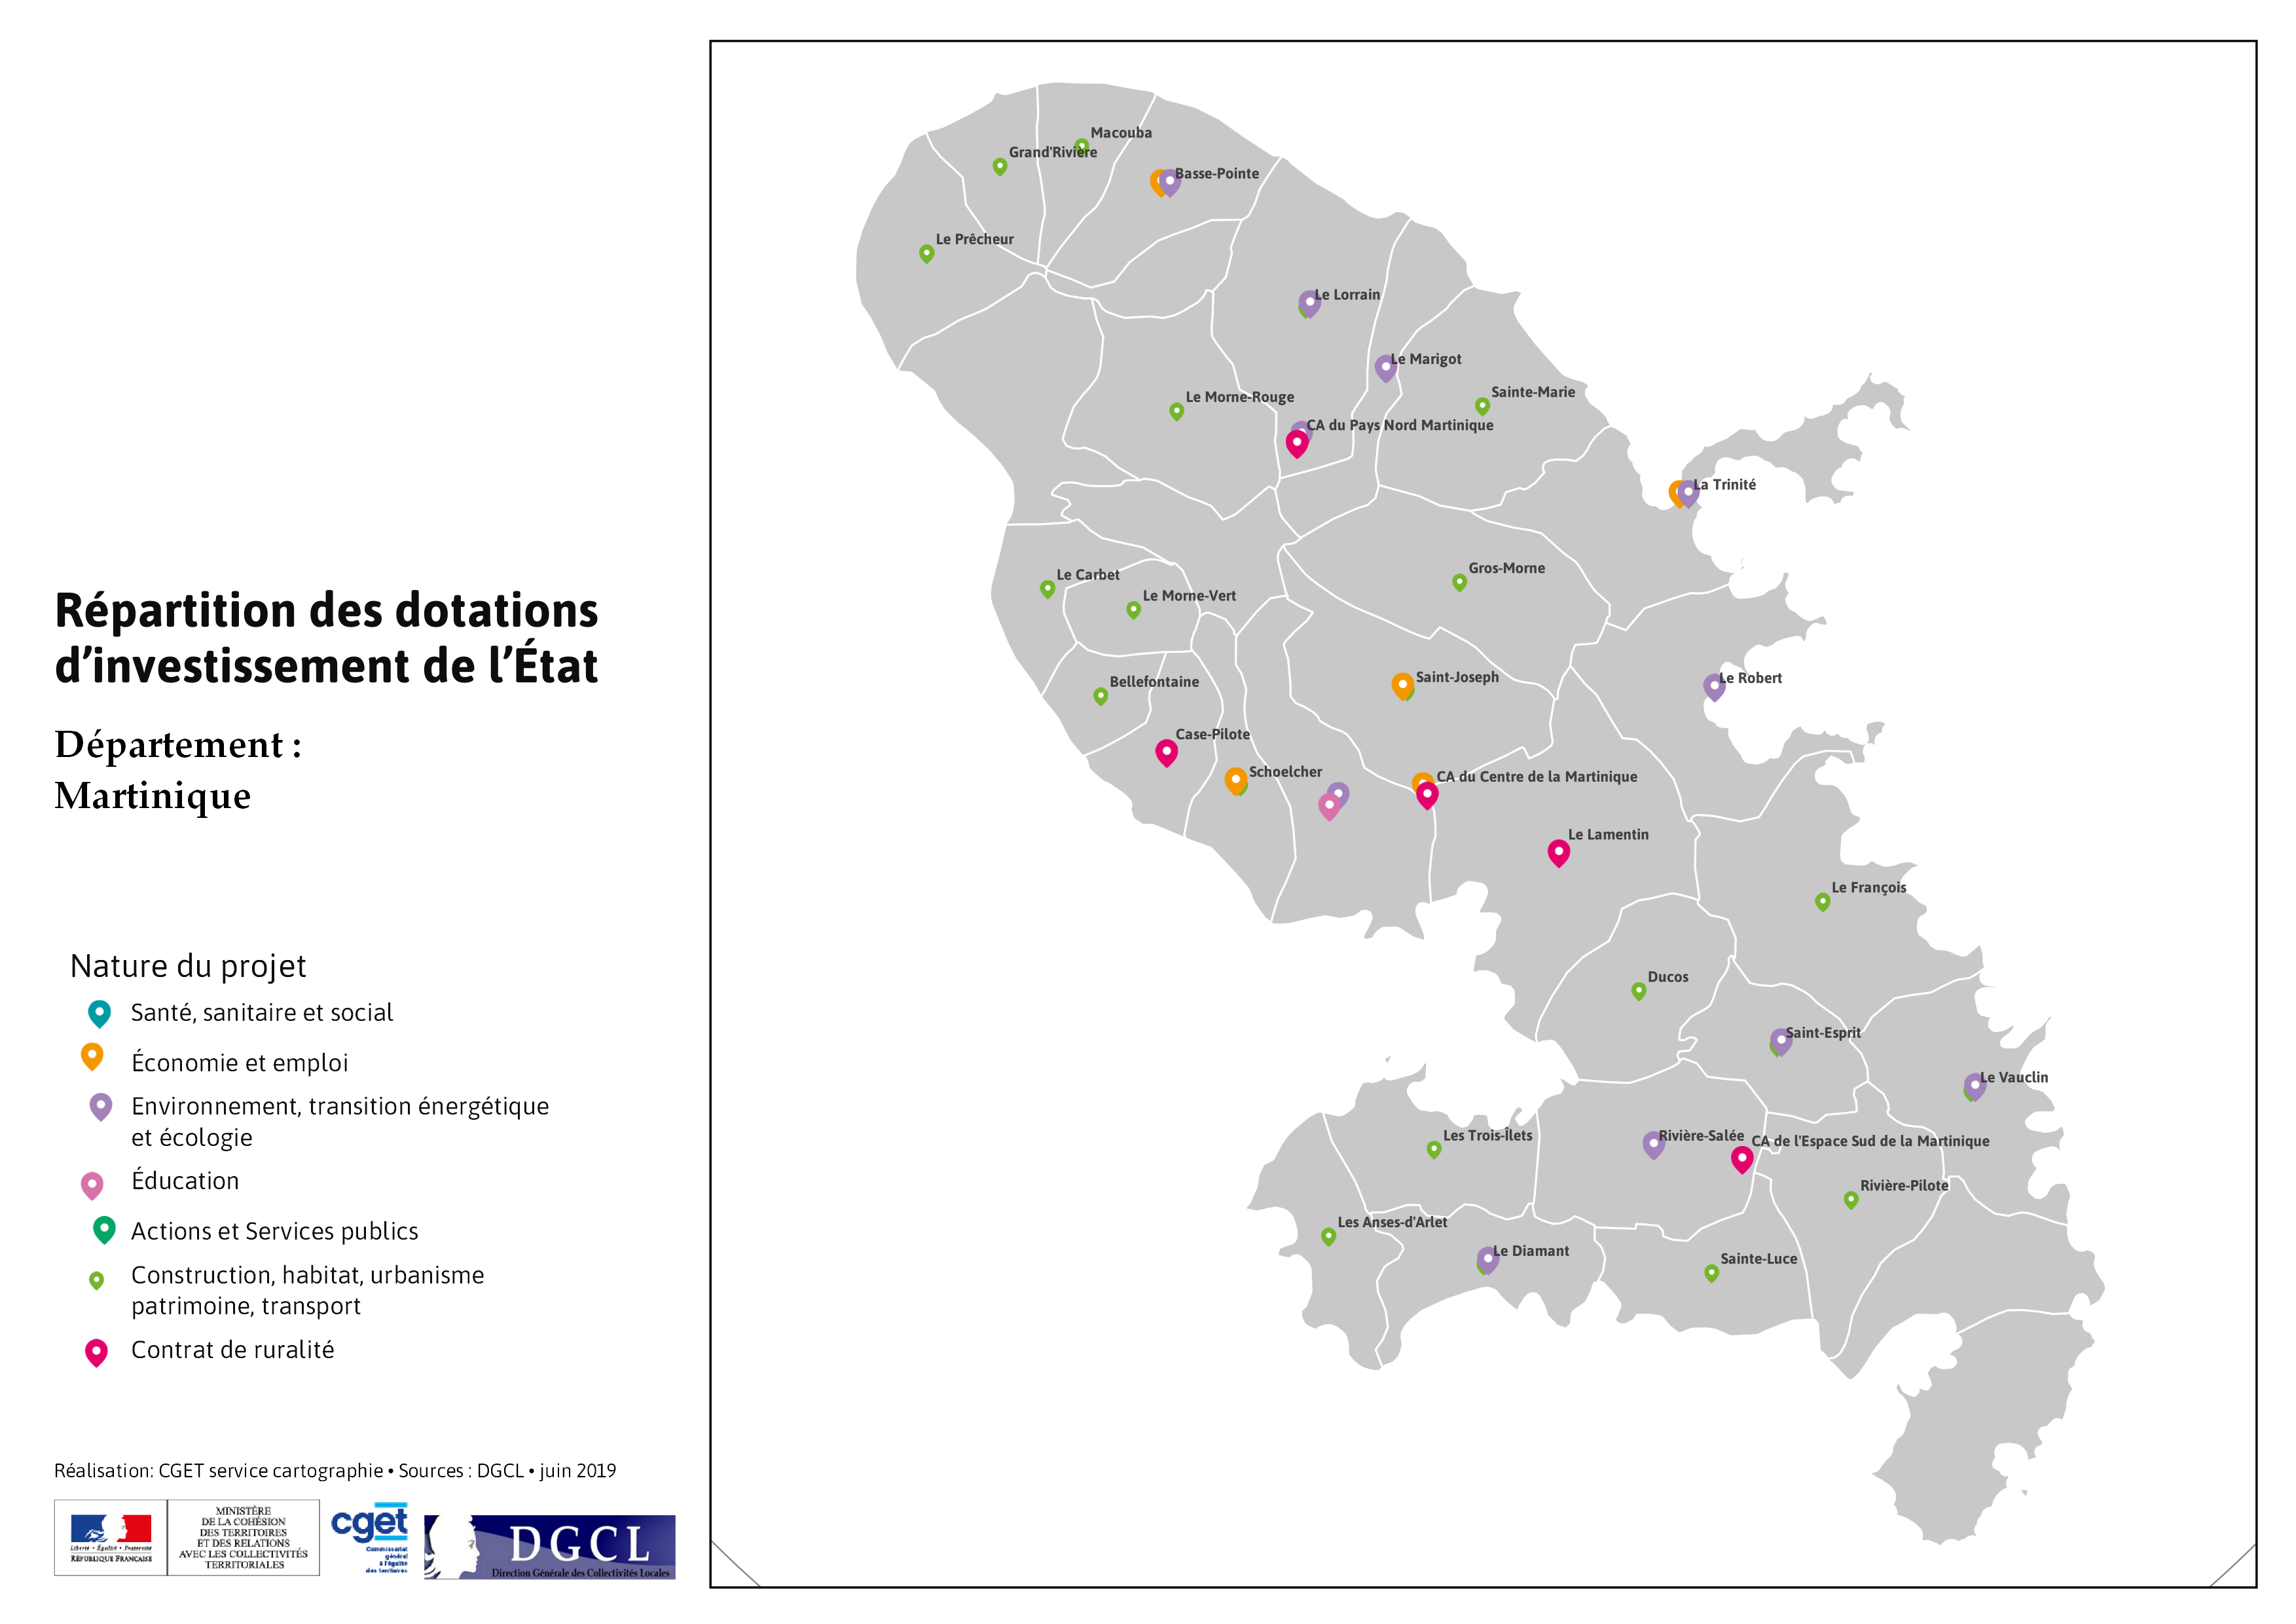 Répartition des dotations
d’investissement de l’État
Département :
Martinique
Nature du projet
Santé, sanitaire et social
Économie et emploi
Environnement, transition énergétique
et écologie
Éducation
Actions et Services publics
Construction, habitat, urbanisme
patrimoine, transport
Contrat de ruralité
Réalisation: CGET service cartographie • Sources : DGCL • juin 2019
Liberté • Égalité • Fraternité
RÉPUBLIQUE FRANÇAISE
MINISTÈRE
DE LA COHÉSION
DES TERRITOIRES
ET DES RELATIONS
AVEC LES COLLECTIVITÉS
TERRITORIALES
cget
Commissariat
général
à l'égalité
des territoires
DGCL
Direction Générale des Collectivités Locales
Macouba
Grand'Rivière
Basse-Pointe
Le Prêcheur
Le Lorrain
Le Marigot
Sainte-Marie
Le Morne-Rouge
CA du Pays Nord Martinique
La Trinité
Gros-Morne
Le Carbet
Le Morne-Vert
Saint-Joseph
Le Robert
Bellefontaine
Case-Pilote
Schoelcher
CA du Centre de la Martinique
Le Lamentin
Le François
Ducos
Saint-Esprit
Le Vauclin
Les Trois-Îlets
Rivière-Salée
CA de l'Espace Sud de la Martinique
Rivière-Pilote
Les Anses-d'Arlet
Le Diamant
Sainte-Luce